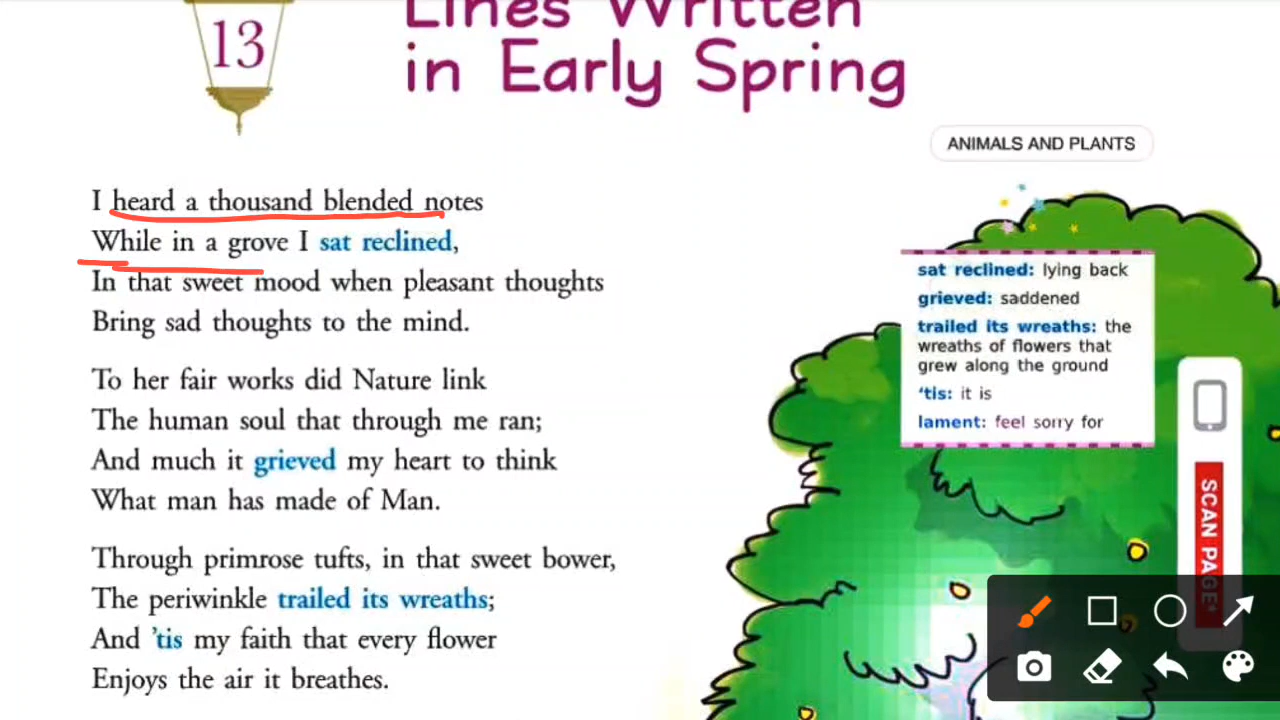 13
Lines Written
in Early Spring
ANIMALS AND PLANTS
I heard a thousand blended notes
While in a grove I sat reclined,
In that sweet mood when pleasant thoughts
Bring sad thoughts to the mind.
To her fair works did Nature link
The human soul that through me ran;
And much it grieved my heart to think
What man has made of Man.
Through primrose tufts, in that sweet bower,
The periwinkle trailed its wreaths;
And 'tis my faith that every flower
Enjoys the air it breathes.
sat reclined: lying back
grieved: saddened
trailed its wreaths: the
wreaths of flowers that
grew along the ground
‘tis: it is
lament: feel sorry for
SCAN PAGE*